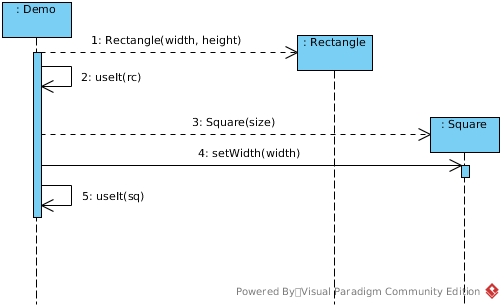 : Demo
1: Rectangle(width, height)
: Rectangle
2: useIt(rc)
3: Square(size)
: Square
4: setWidth(width)
5: useIt(sq)
Powered By Visual Paradigm Community Edition